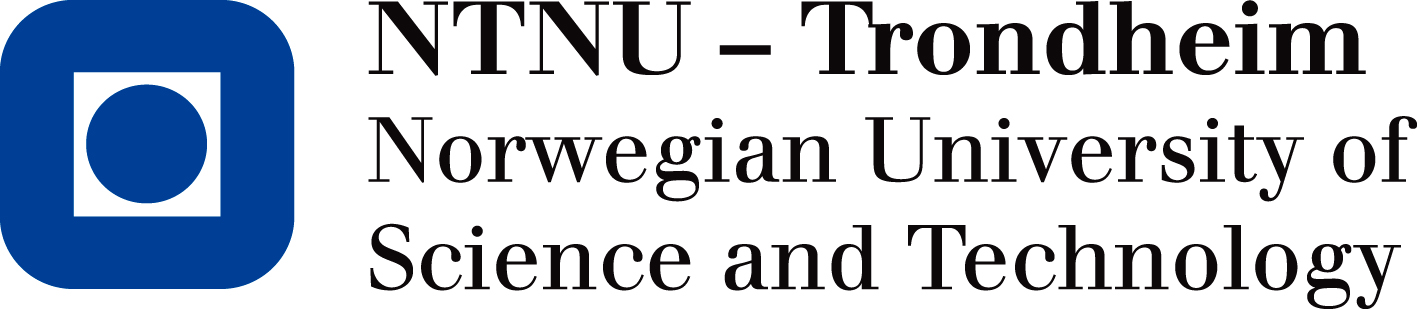 NTNU – Trondheim
Norwegian University of
Science and Technology